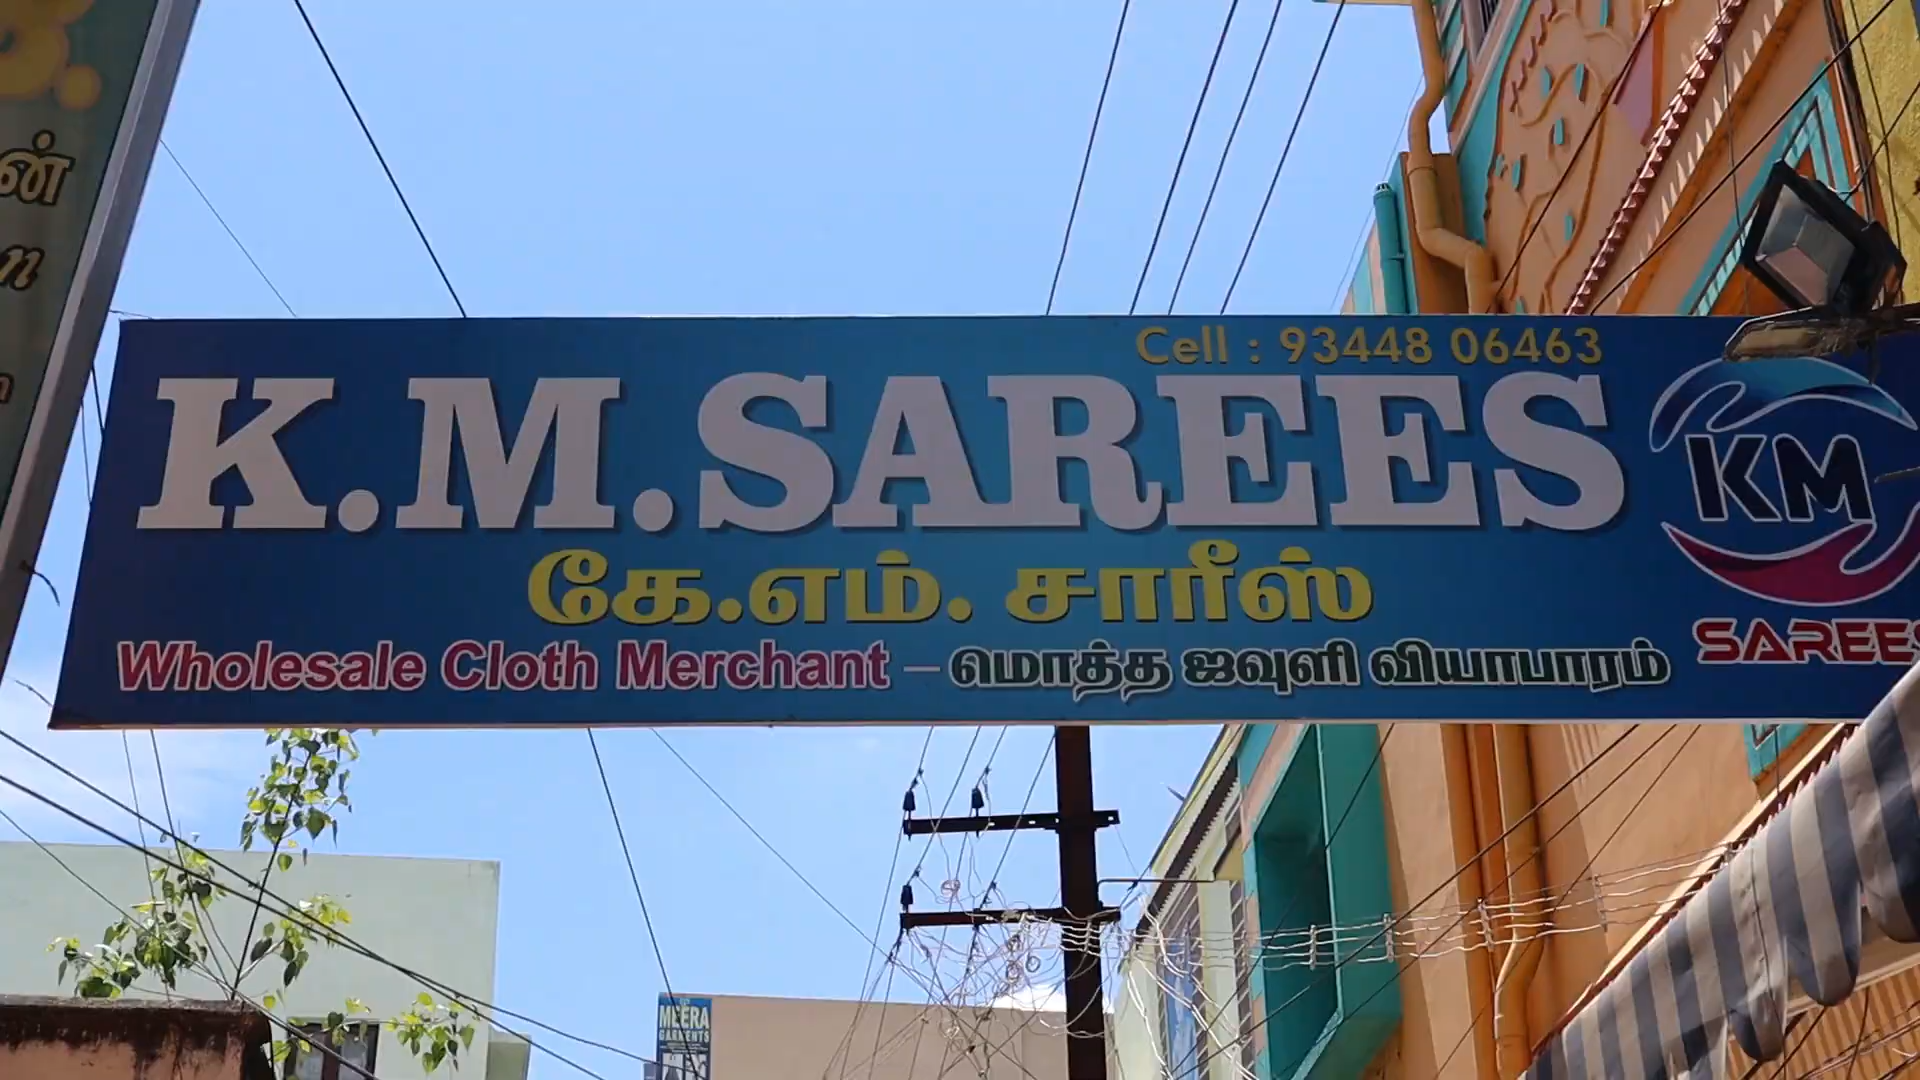 ன்
Cell : 93448 06463
K.M.SAREES
கே.எம். சாரீஸ்
Wholesale Cloth Merchant – மொத்த ஜவுளி வியாபாரம்
KM
SAREES
MEERA
GARMENTS